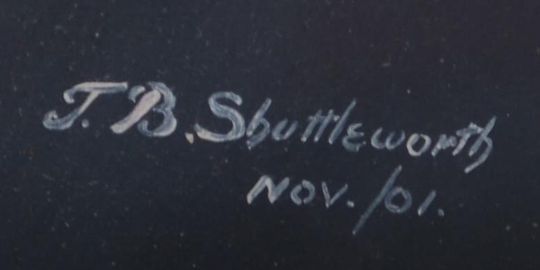 J. B. Shuttleworth
Nov. /01.